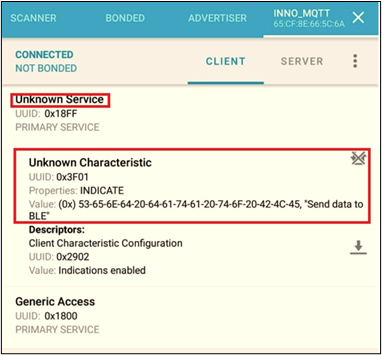 SCANNER BONDED ADVERTISER INNO_MQTT
65:CF:8E:66:5C:6A
CONNECTED
NOT BONDED
CLIENT SERVER
Unknown Service
UUID: 0x18FF
PRIMARY SERVICE
Unknown Characteristic
UUID: 0x3F01
Properties: INDICATE
Value: (0x) 53-65-6E-64-20-64-61-74-61-20-74-6F-20-42-4C-45, "Send data to
BLE"
Descriptors:
Client Characteristic Configuration
UUID: 0x2902
Value: Indications enabled
Generic Access
UUID: 0x1800
PRIMARY SERVICE